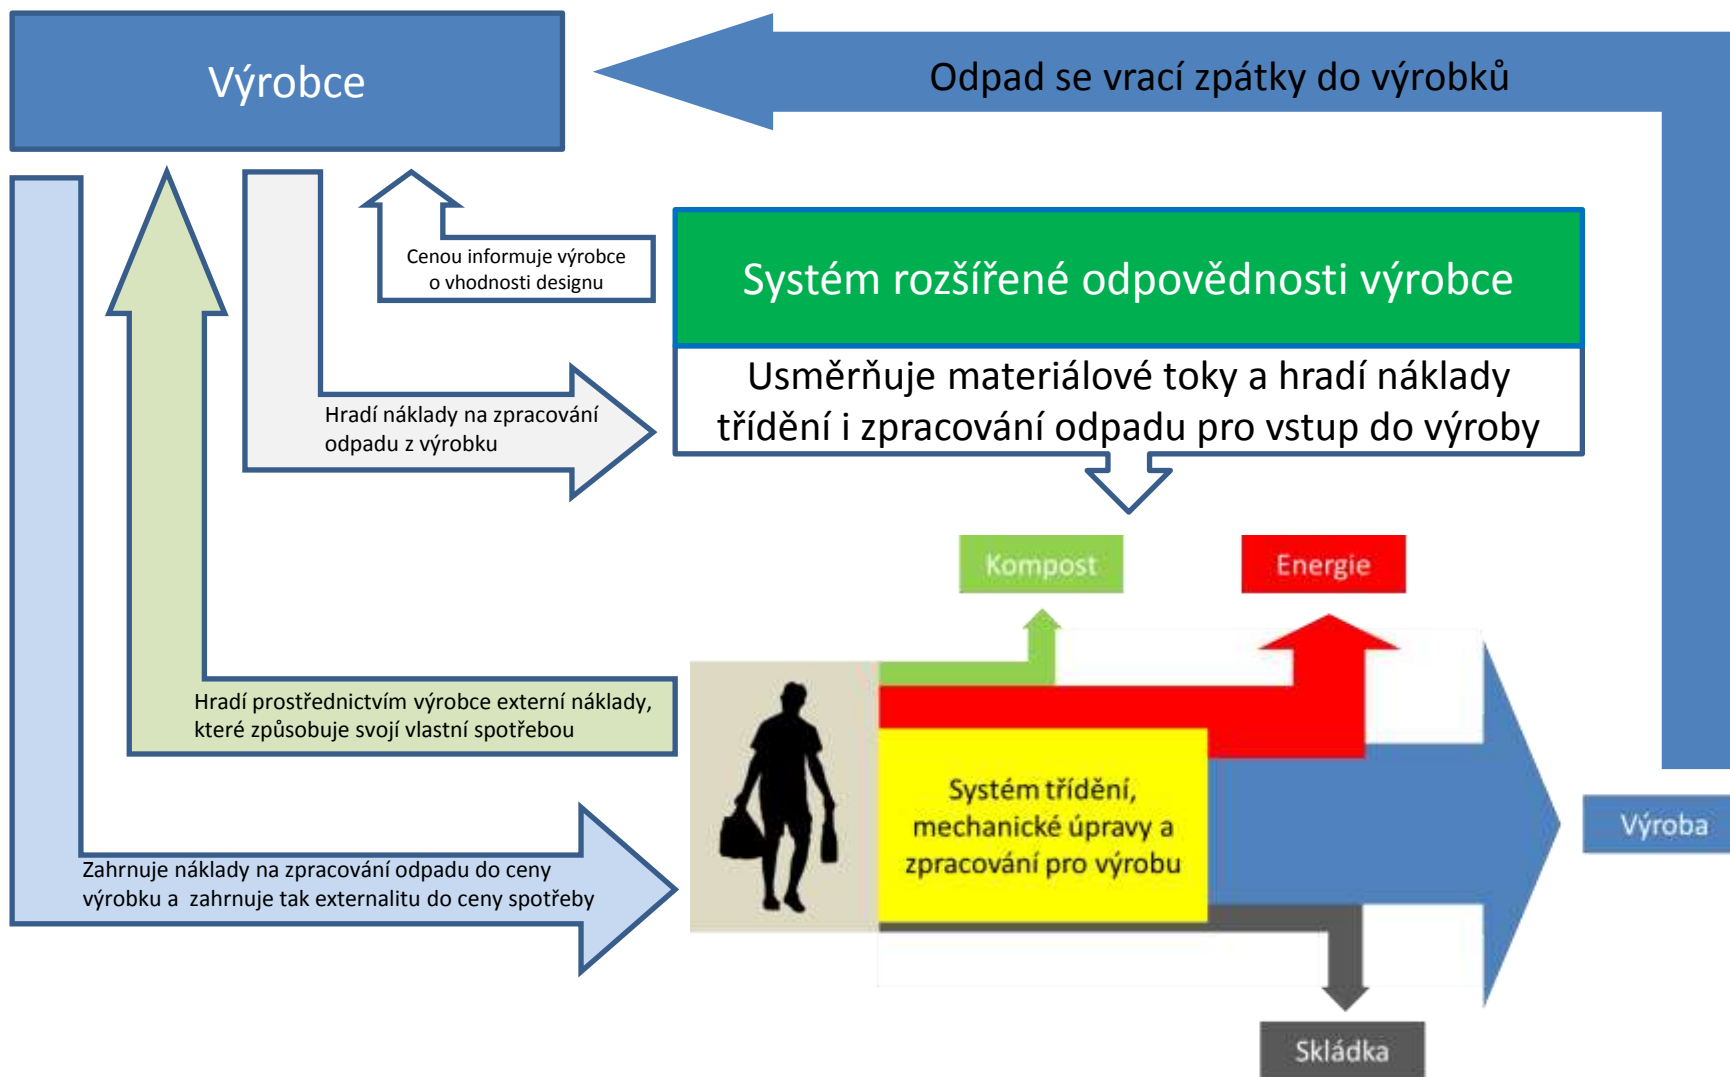 Výrobce
Odpad se vrací zpátky do výrobků
Cenou informuje výrobce
o vhodnosti designu
Systém rozšířené odpovědnosti výrobce
Usměrňuje materiálové toky a hradí náklady
třídění i zpracování odpadu pro vstup do výroby
Hradí náklady na zpracování
odpadu z výrobku
Kompost
Energie
Hradí prostřednictvím výrobce externí náklady,
které způsobuje svojí vlastní spotřebou
Systém třídění,
mechanické úpravy a
zpracování pro výrobu
Výroba
Zahrnuje náklady na zpracování odpadu do ceny
výrobku a  zahrnuje tak externalitu do ceny spotřeby
Skládka